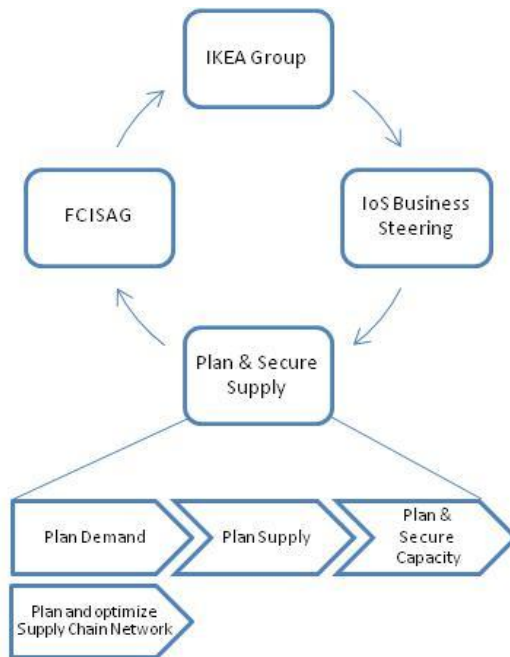 IKEA Group
FCISAG
IoS Business
Steering
Plan & Secure
Supply
Plan Demand
Plan Supply
Plan &
Secure
Capacity
Plan and optimize
Supply Chain Network